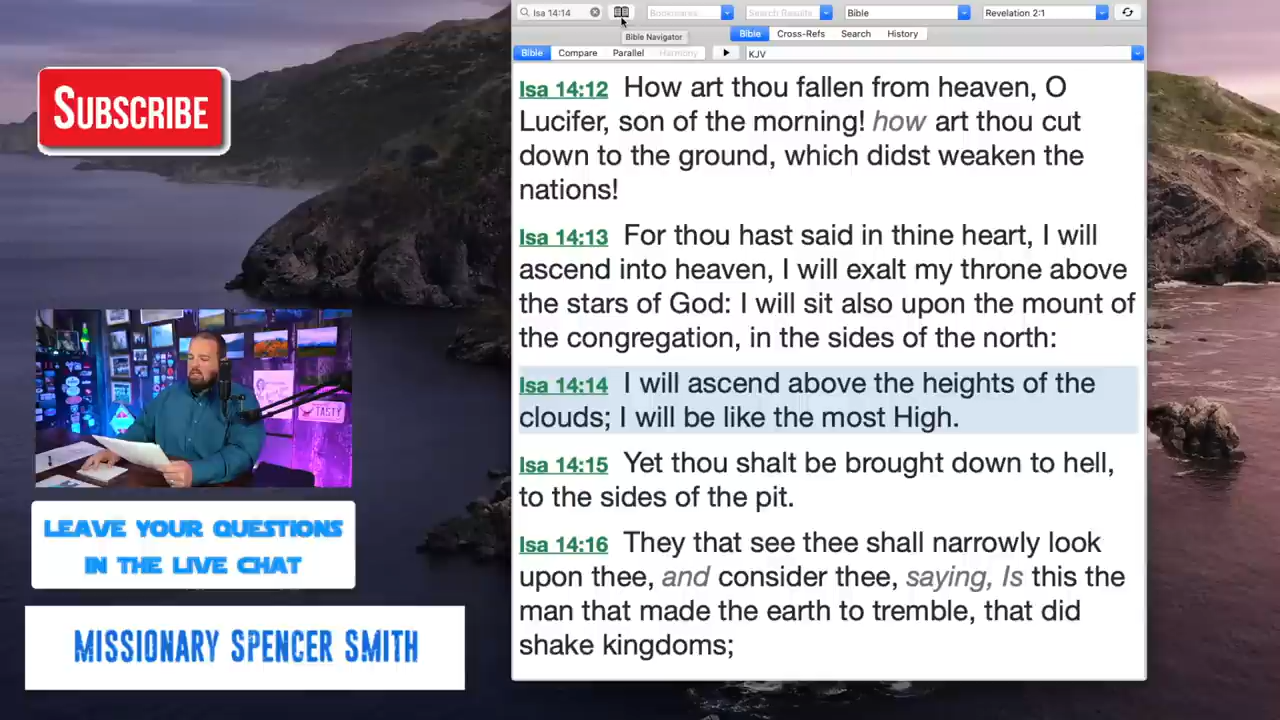 Isa 14:14
Bookmarks...
Search Results
Bible
Revelation 2:1
Bible Navigator
Bible Cross-Refs Search History
Bible Compare Parallel Harmony KJV
SUBSCRIBE
Isa 14:12 How art thou fallen from heaven, O
Lucifer, son of the morning! how art thou cut
down to the ground, which didst weaken the
nations!
Isa 14:13 For thou hast said in thine heart, I will
ascend into heaven, I will exalt my throne above
the stars of God: I will sit also upon the mount of
the congregation, in the sides of the north:
Isa 14:14 I will ascend above the heights of the
clouds; I will be like the most High.
Isa 14:15 Yet thou shalt be brought down to hell,
to the sides of the pit.
Isa 14:16 They that see thee shall narrowly look
upon thee, and consider thee, saying, Is this the
man that made the earth to tremble, that did
shake kingdoms;
TASTY
LEAVE YOUR QUESTIONS
IN THE LIVE CHAT
MISSIONARY SPENCER SMITH